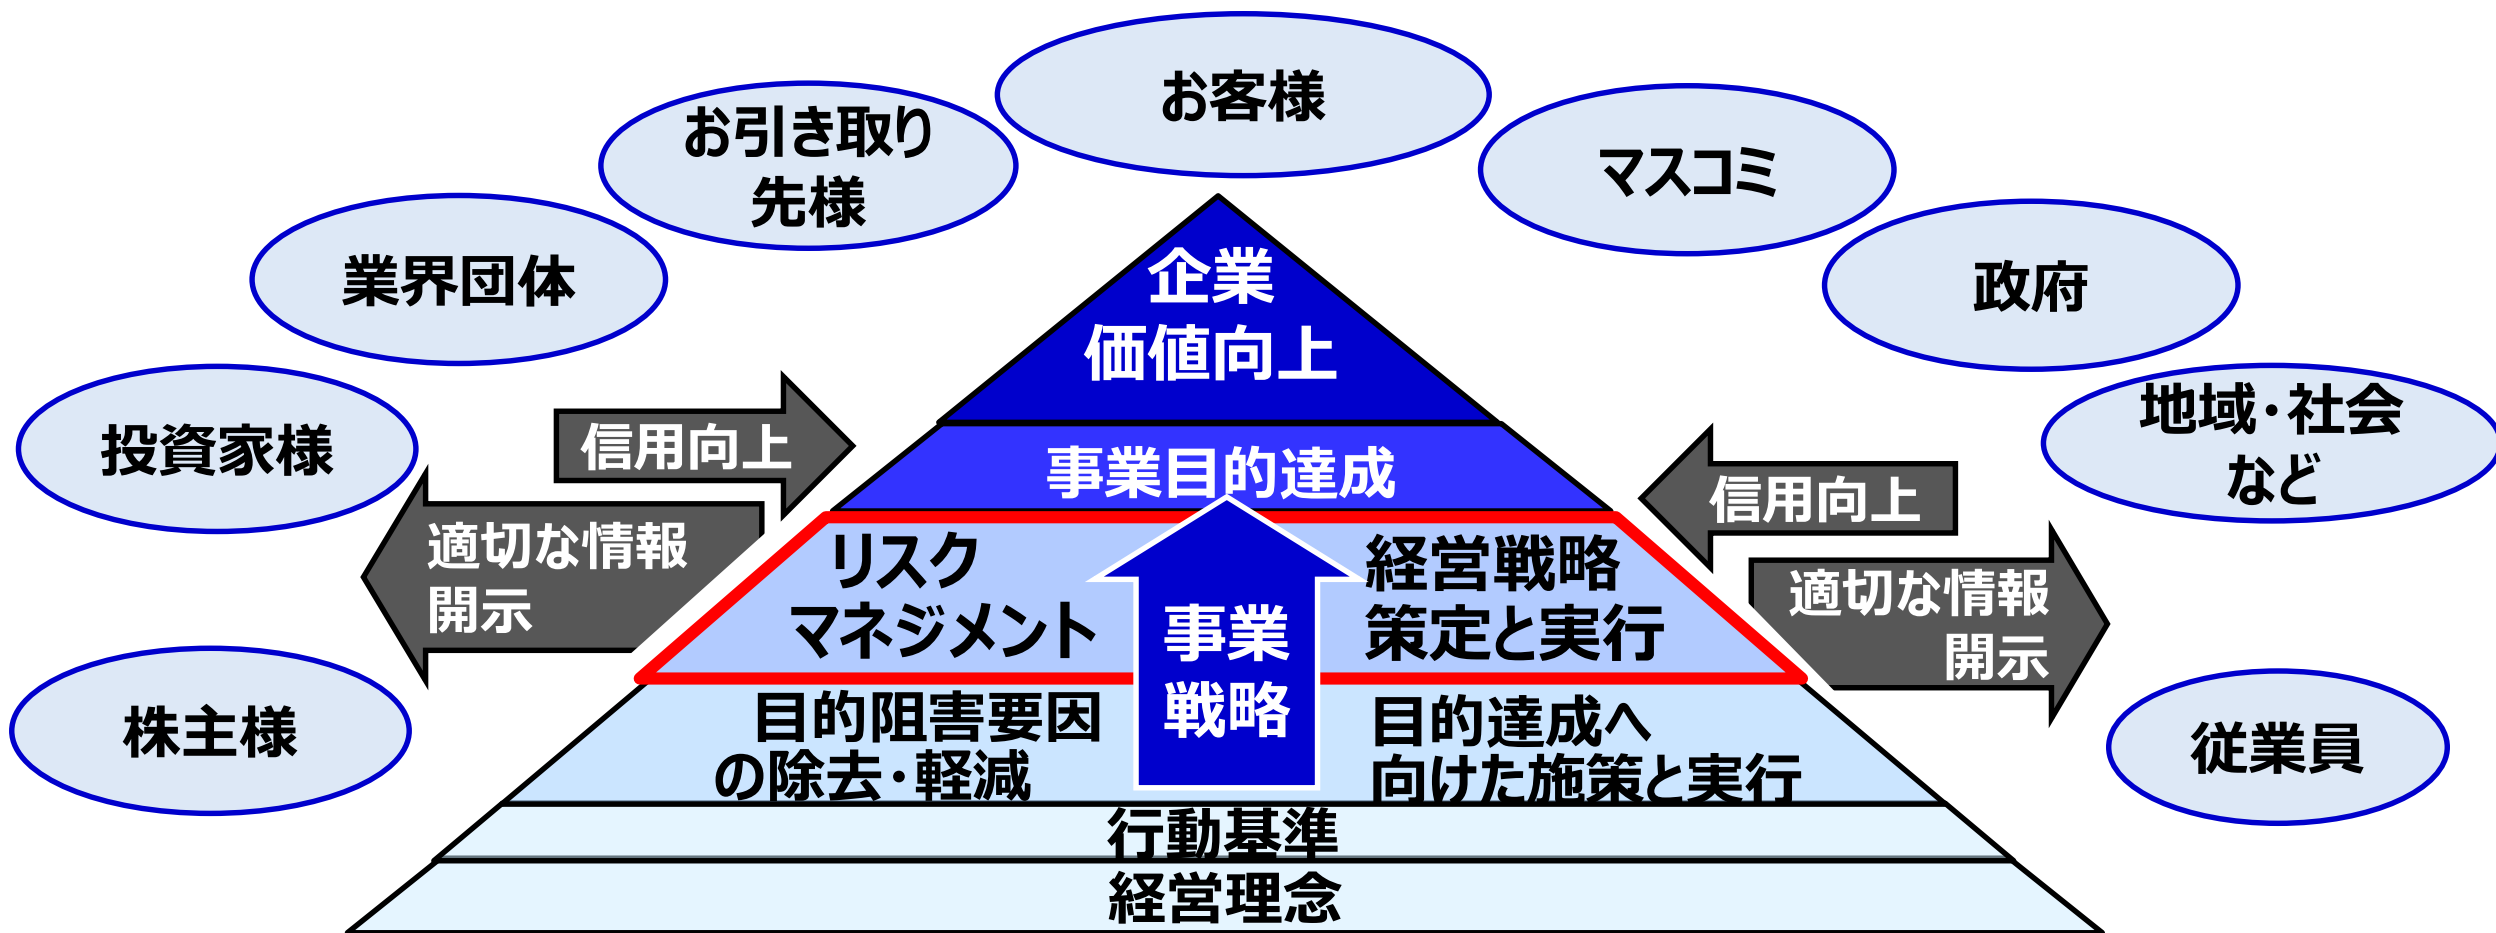 お客様
お引き取り
先様
マスコミ
業界団体
政府
投資家様
地域・社会
など
株主様
従業員
企業
価値向上
事業目的達成
信用向上
信用向上
適切な情報
開示
適切な情報
開示
リスク
マネジメント
経営戦略
策定と実行
事業
戦略
目的阻害要因
の除去・軽減
目的達成へ
向けた確実な実行
行動基準
経営理念